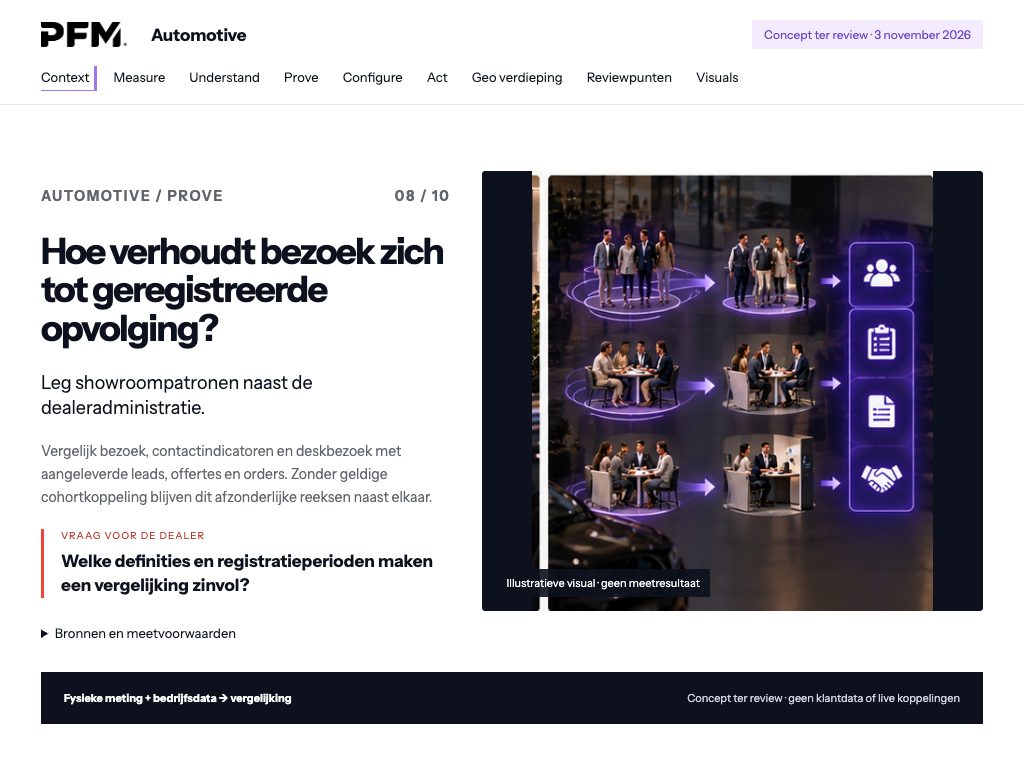 PFM.
Automotive
Concept ter review · 3 november 2026
Context
Measure
Understand
Prove
Configure
Act
Geo verdieping
Reviewpunten
Visuals
AUTOMOTIVE / PROVE
08 / 10
Hoe verhoudt bezoek zich
tot geregistreerde
opvolging?
Leg showroompatronen naast de
dealeradministratie.
Vergelijk bezoek, contactindicatoren en deskbezoek met
aangeleverde leads, offertes en orders. Zonder geldige
cohortkoppeling blijven dit afzonderlijke reeksen naast elkaar.
VRAAG VOOR DE DEALER
Welke definities en registratieperioden maken
een vergelijking zinvol?
Bronnen en meetvoorwaarden
Illustratieve visual · geen meetresultaat
Fysieke meting + bedrijfsdata → vergelijking
Concept ter review · geen klantdata of live koppelingen